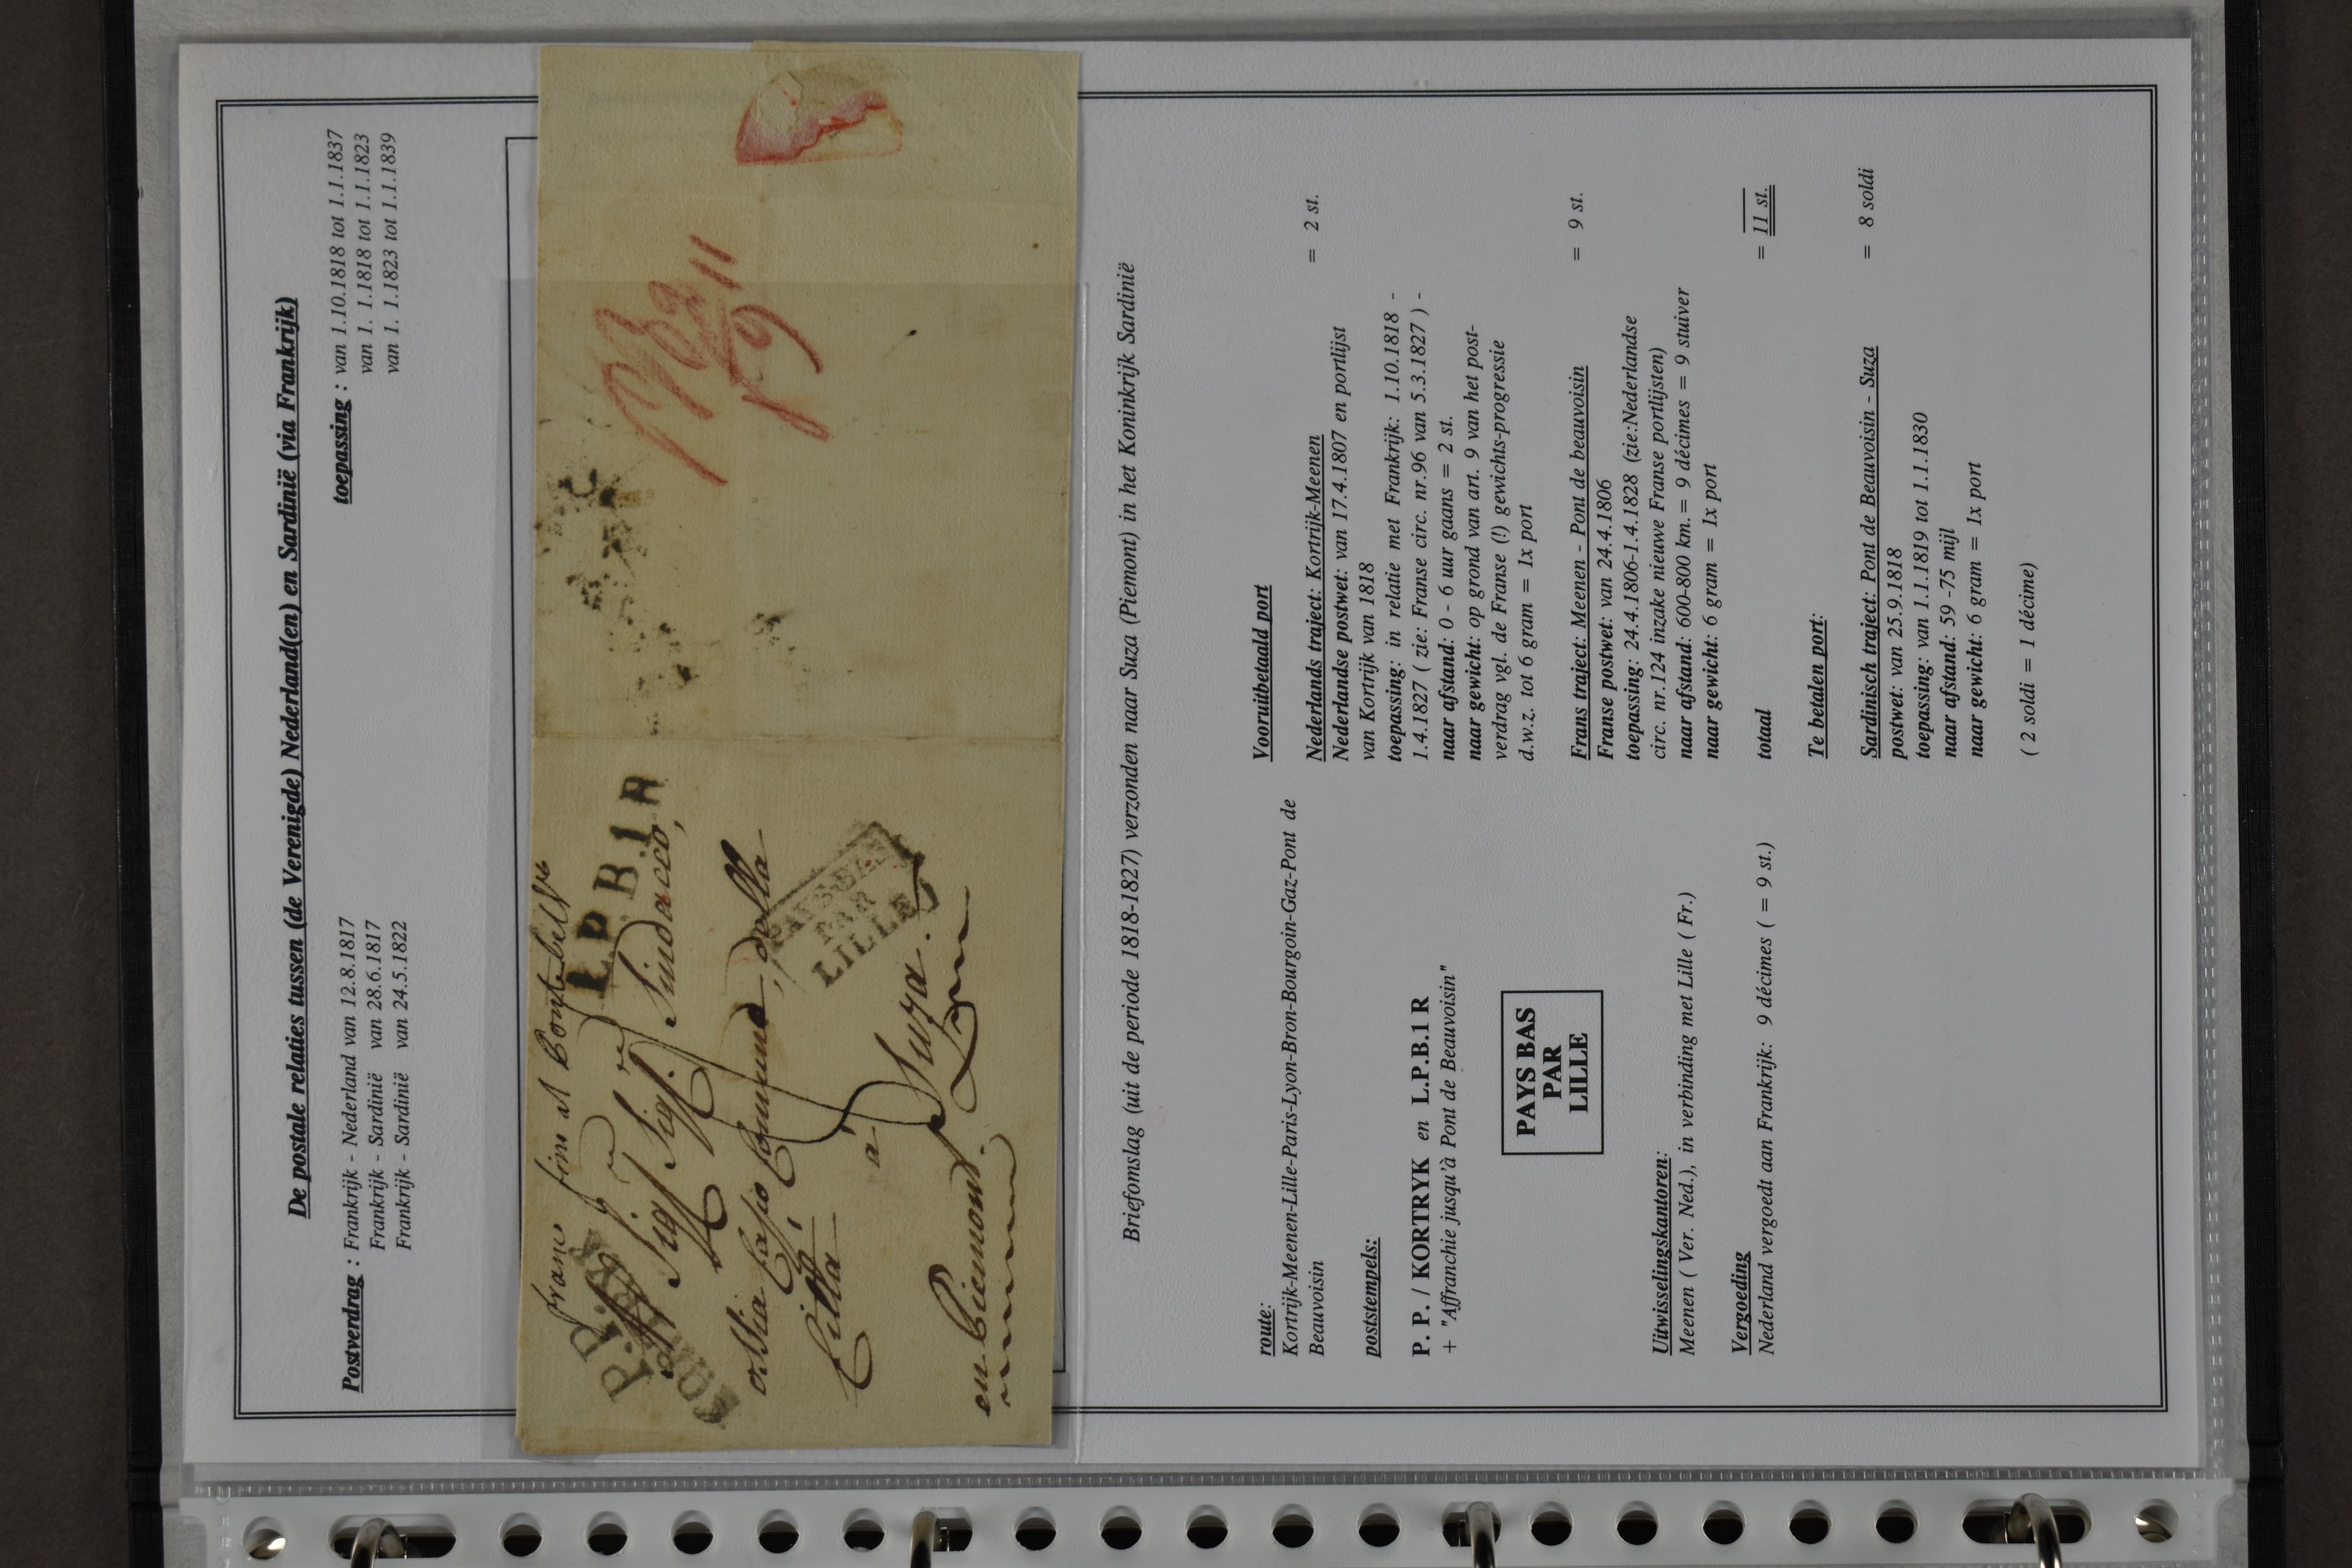 De postale relaties tussen (de Verenigde) Nederland(en) en Sardinië (via Frankrijk)
Postverdrag : Frankrijk - Nederland van 12.8.1817
Frankrijk - Sardinië van 28.6.1817
Frankrijk - Sardinië van 24.5.1822
toepassing : van 1.10.1818 tot 1.1.1837
van 1. 1.1818 tot 1.1.1823
van 1. 1.1823 tot 1.1.1839
P.P.
L.P.B.1.R
Sindacco,
della
Citta
PAYS BAS
PAR
LILLE
à Suza.
en Piemond.
11
9
Briefomslag (uit de periode 1818-1827) verzonden naar Suza (Piemont) in het Koninkrijk Sardinië
route:
Kortrijk-Meenen-Lille-Paris-Lyon-Bron-Bourgoin-Gaz-Pont de
Beauvoisin
poststempels:
P. P. / KORTRYK en L.P.B.1 R
+ "Affranchie jusqu'à Pont de Beauvoisin"
PAYS BAS
PAR
LILLE
Uitwisselingskantoren:
Meenen ( Ver. Ned.), in verbinding met Lille ( Fr.)
Vergoeding
Nederland vergoedt aan Frankrijk: 9 décimes ( = 9 st.)
Vooruitbetaald port
Nederlands traject: Kortrijk-Meenen = 2 st.
Nederlandse postwet: van 17.4.1807 en portlijst
van Kortrijk van 1818
toepassing: in relatie met Frankrijk: 1.10.1818 -
1.4.1827 ( zie: Franse circ. nr.96 van 5.3.1827 ) -
naar afstand: 0 - 6 uur gaans = 2 st.
naar gewicht: op grond van art. 9 van het post-
verdrag vgl. de Franse (!) gewichts-progressie
d.w.z. tot 6 gram = 1x port
Frans traject: Meenen - Pont de beauvoisin = 9 st.
Franse postwet: van 24.4.1806
toepassing: 24.4.1806-1.4.1828 (zie:Nederlandse
circ. nr.124 inzake nieuwe Franse portlijsten)
naar afstand: 600-800 km.= 9 décimes = 9 stuiver
naar gewicht: 6 gram = 1x port
totaal = 11 st.
Te betalen port:
Sardinisch traject: Pont de Beauvoisin - Suza = 8 soldi
postwet: van 25.9.1818
toepassing: van 1.1.1819 tot 1.1.1830
naar afstand: 59 -75 mijl
naar gewicht: 6 gram = 1x port
( 2 soldi = 1 décime)